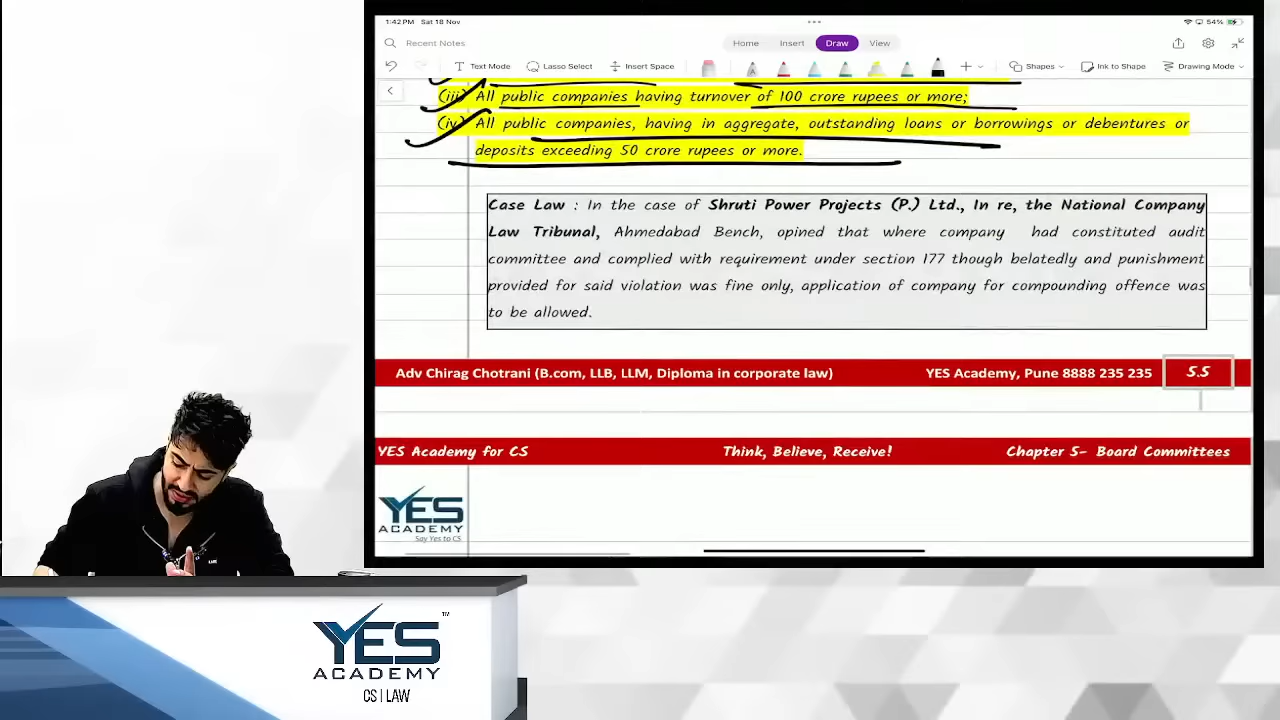 1:42 PM Sat 18 Nov
54%
Recent Notes
Home Insert Draw View
Text Mode Lasso Select Insert Space Shapes Ink to Shape Drawing Mode
(iii) All public companies having turnover of 100 crore rupees or more;
(iv) All public companies, having in aggregate, outstanding loans or borrowings or debentures or
deposits exceeding 50 crore rupees or more.
Case Law : In the case of Shruti Power Projects (P.) Ltd., In re, the National Company
Law Tribunal, Ahmedabad Bench, opined that where company had constituted audit
committee and complied with requirement under section 177 though belatedly and punishment
provided for said violation was fine only, application of company for compounding offence was
to be allowed.
Adv Chirag Chotrani (B.com, LLB, LLM, Diploma in corporate law) YES Academy, Pune 8888 235 235 5.5
YES Academy for CS Think, Believe, Receive! Chapter 5- Board Committees
YES
ACADEMY
Say Yes to CS
YES TM
ACADEMY
CS | LAW